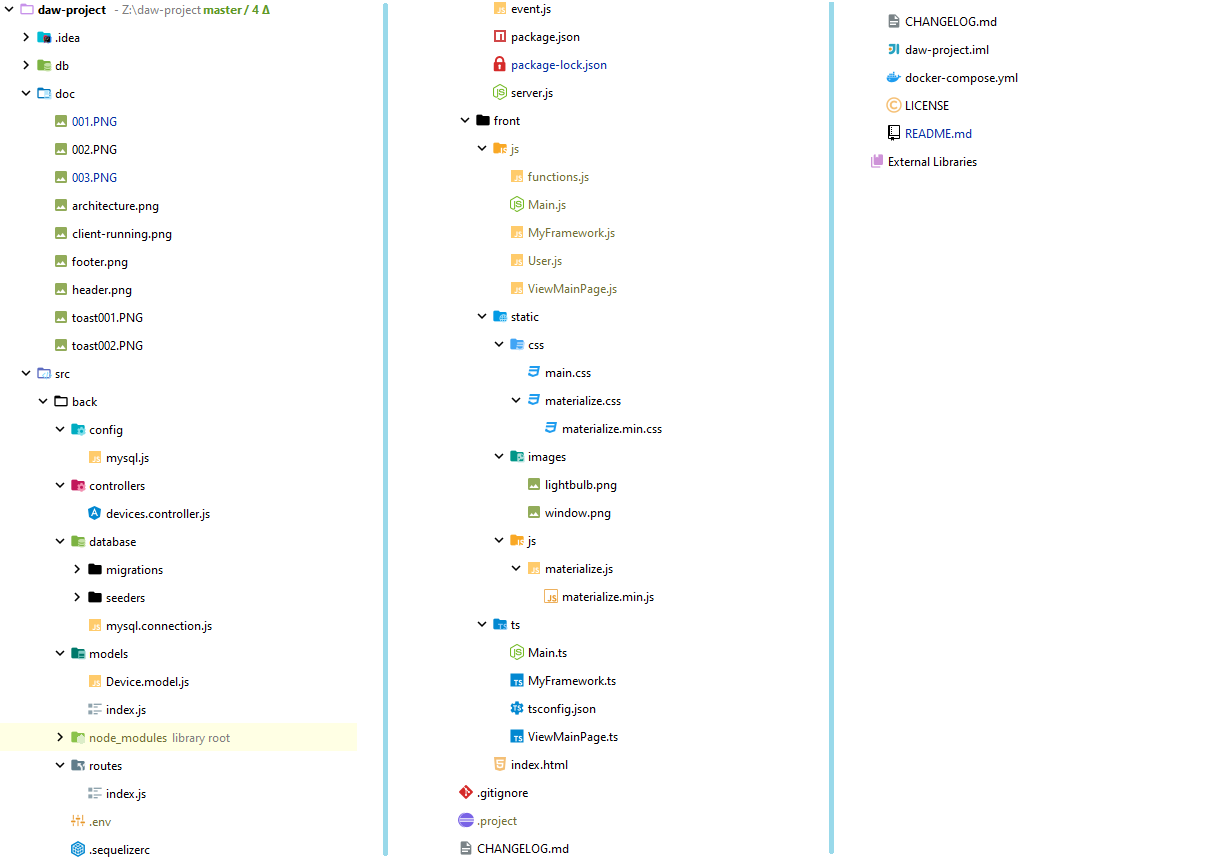 daw-project - Z:\daw-project master / 4 Δ
.idea
db
doc
001.PNG
002.PNG
003.PNG
architecture.png
client-running.png
footer.png
header.png
toast001.PNG
toast002.PNG
src
back
config
mysql.js
controllers
devices.controller.js
database
migrations
seeders
mysql.connection.js
models
Device.model.js
index.js
node_modules library root
routes
index.js
.env
.sequelizerc
event.js
package.json
package-lock.json
server.js
front
js
functions.js
Main.js
MyFramework.js
User.js
ViewMainPage.js
static
css
main.css
materialize.css
materialize.min.css
images
lightbulb.png
window.png
js
materialize.js
materialize.min.js
ts
Main.ts
MyFramework.ts
tsconfig.json
ViewMainPage.ts
index.html
.gitignore
.project
CHANGELOG.md
CHANGELOG.md
daw-project.iml
docker-compose.yml
LICENSE
README.md
External Libraries